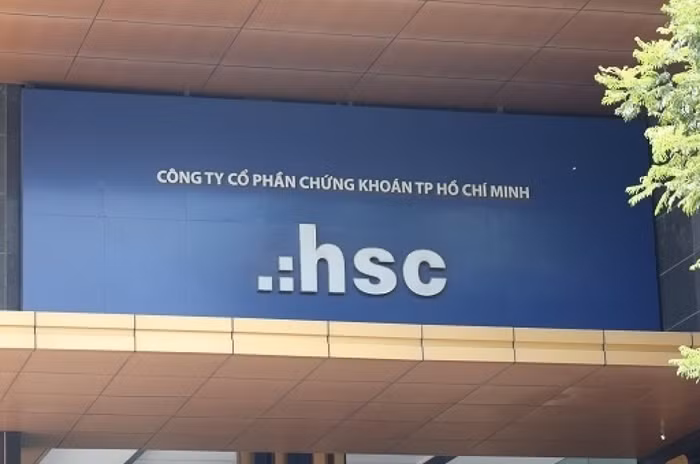 CÔNG TY CỔ PHẦN CHỨNG KHOÁN TP HỒ CHÍ MINH
.:hsc